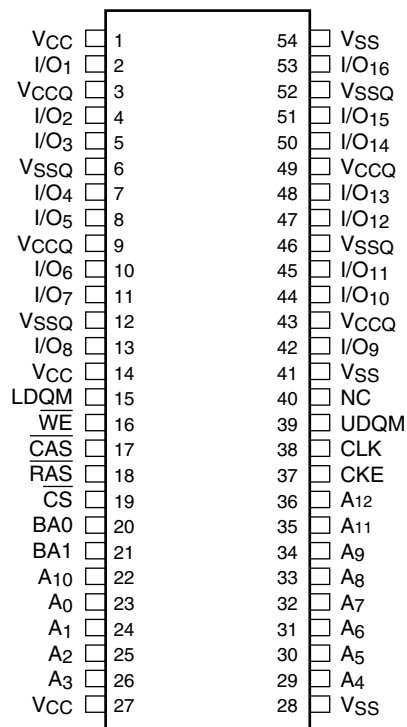 VCC 1 54 VSS
I/O1 2 53 I/O16
VCCQ 3 52 VSSQ
I/O2 4 51 I/O15
I/O3 5 50 I/O14
VSSQ 6 49 VCCQ
I/O4 7 48 I/O13
I/O5 8 47 I/O12
VCCQ 9 46 VSSQ
I/O6 10 45 I/O11
I/O7 11 44 I/O10
VSSQ 12 43 VCCQ
I/O8 13 42 I/O9
VCC 14 41 VSS
LDQM 15 40 NC
WE 16 39 UDQM
CAS 17 38 CLK
RAS 18 37 CKE
CS 19 36 A12
BA0 20 35 A11
BA1 21 34 A9
A10 22 33 A8
A0 23 32 A7
A1 24 31 A6
A2 25 30 A5
A3 26 29 A4
VCC 27 28 VSS